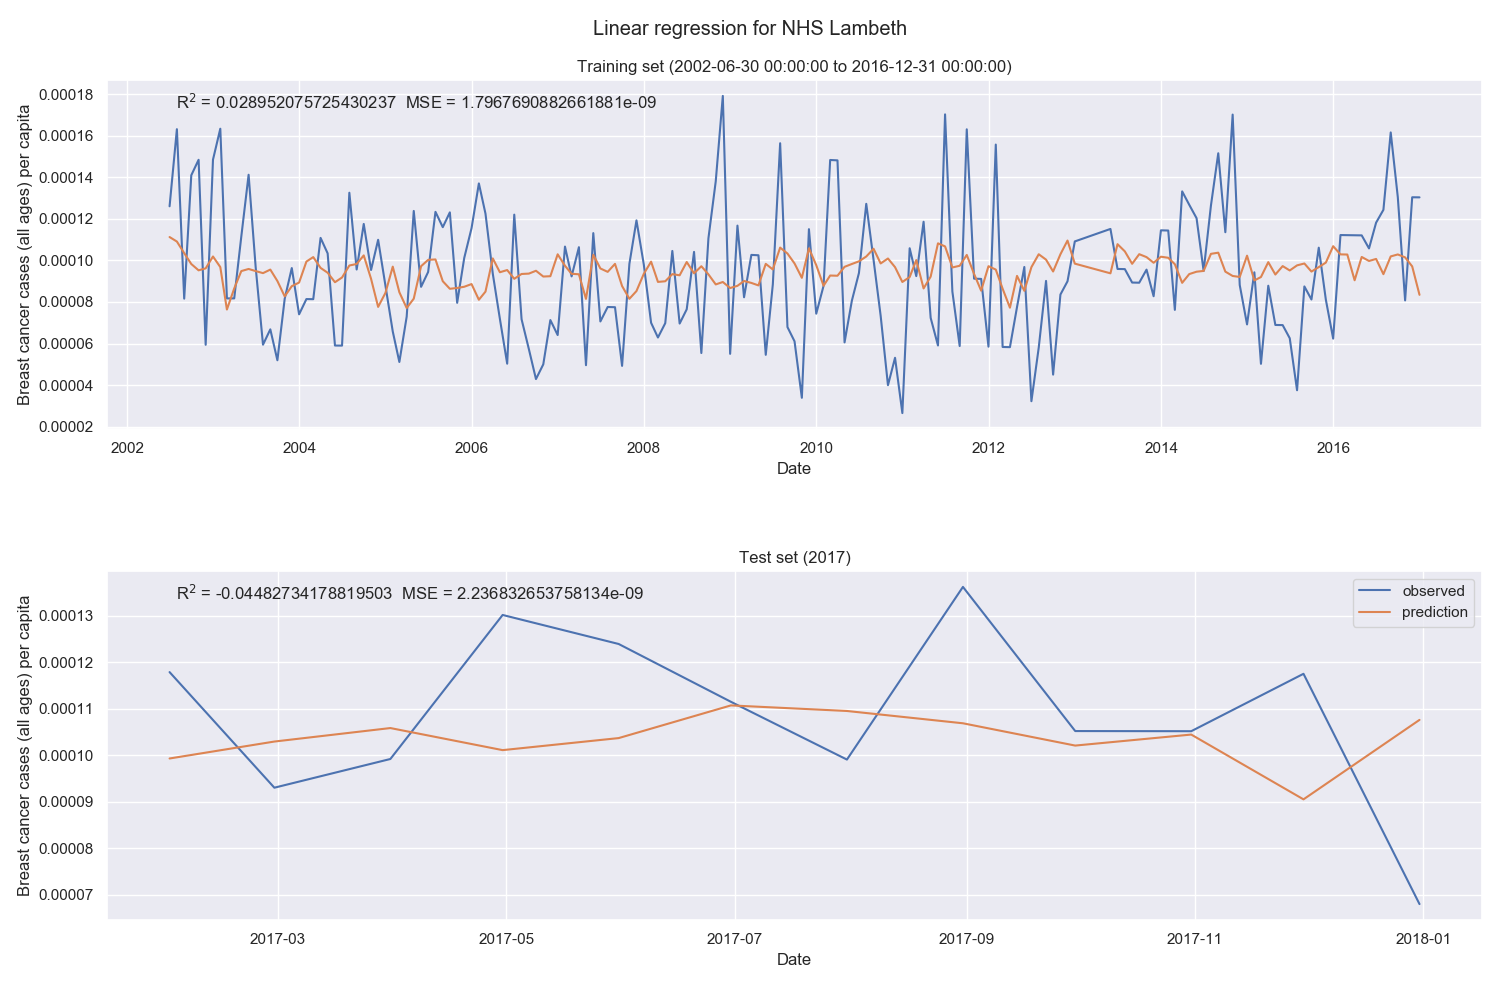 Linear regression for NHS Lambeth
Training set (2002-06-30 00:00:00 to 2016-12-31 00:00:00)
R² = 0.028952075725430237 MSE = 1.7967690882661881e-09
Breast cancer cases (all ages) per capita
0.00018
0.00016
0.00014
0.00012
0.00010
0.00008
0.00006
0.00004
0.00002
2002 2004 2006 2008 2010 2012 2014 2016
Date
Test set (2017)
R² = -0.04482734178819503 MSE = 2.236832653758134e-09
observed
prediction
Breast cancer cases (all ages) per capita
0.00013
0.00012
0.00011
0.00010
0.00009
0.00008
0.00007
2017-03 2017-05 2017-07 2017-09 2017-11 2018-01
Date